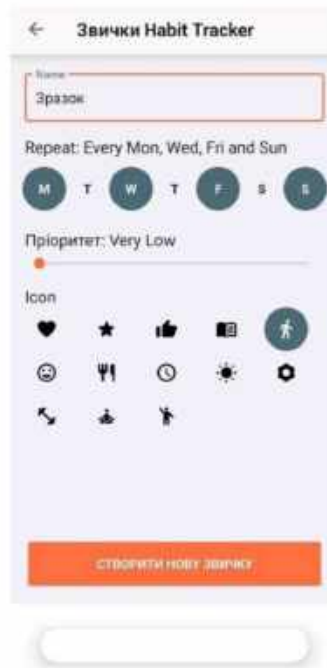 Звички Habit Tracker
Name
Зразок
Repeat: Every Mon, Wed, Fri and Sun
M T W T F S S
Пріоритет: Very Low
Icon
СТВОРИТИ НОВУ ЗВИЧКУ